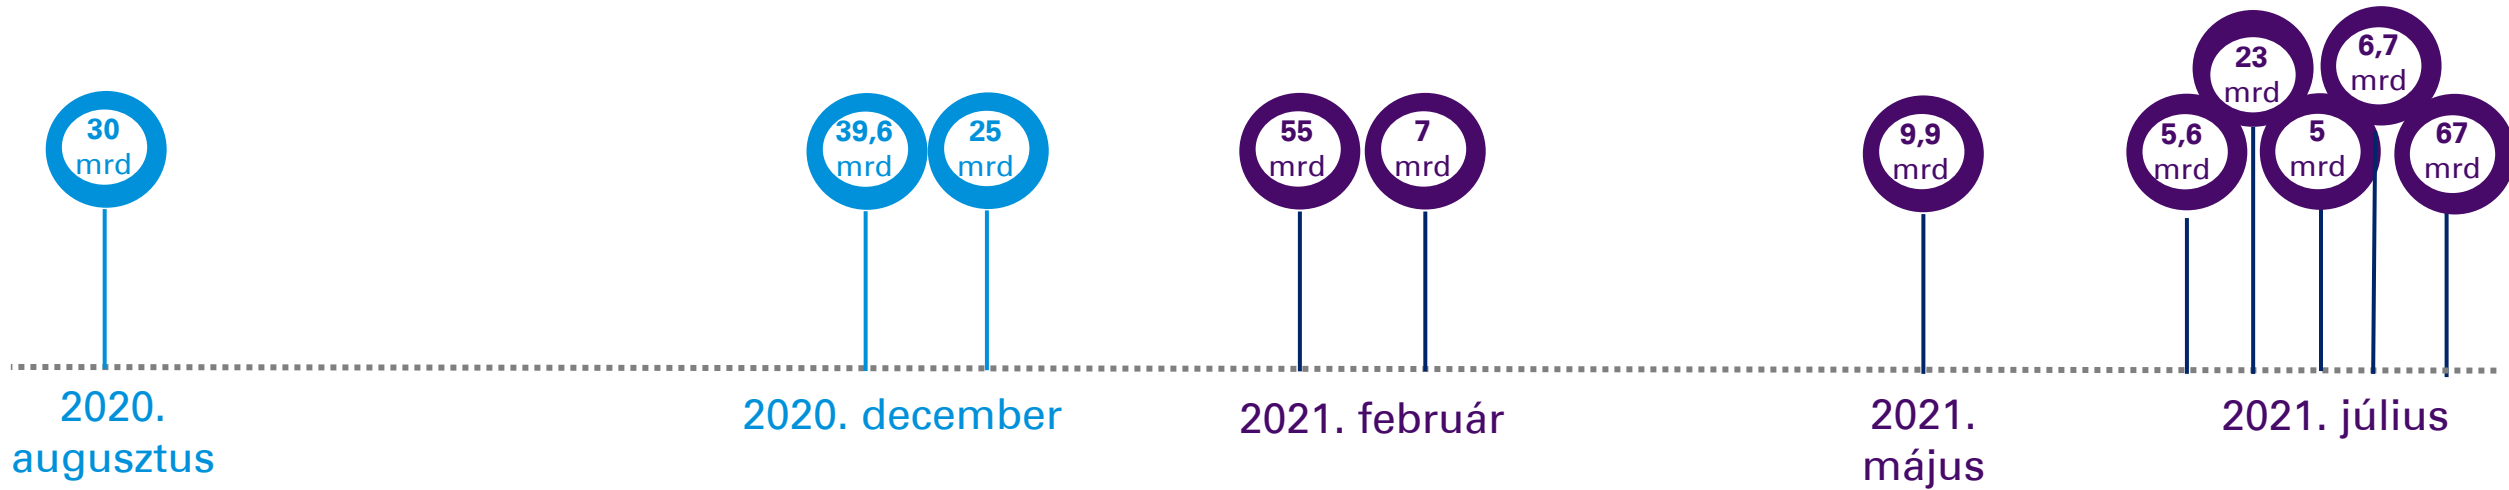 30
mrd
39,6
mrd
25
mrd
55
mrd
7
mrd
9,9
mrd
5,6
mrd
23
mrd
5
mrd
6,7
mrd
67
mrd
2020.
augusztus
2020. december
2021. február
2021.
május
2021. július